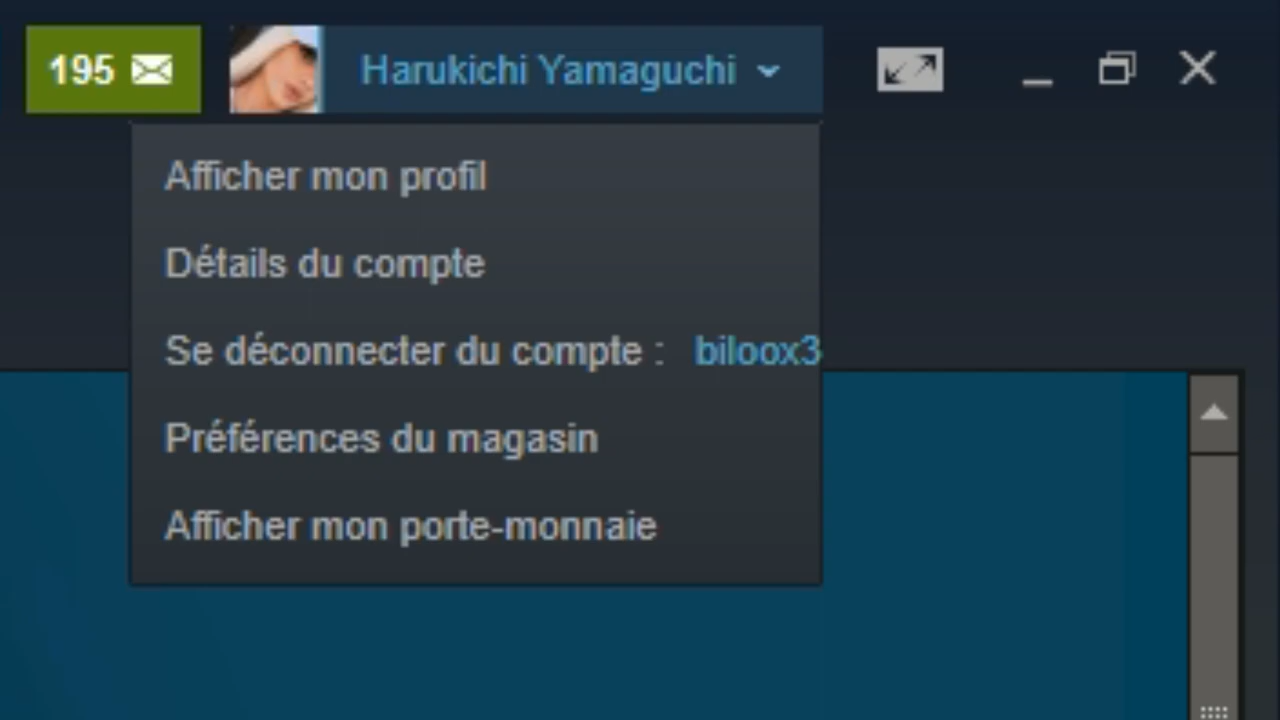 195
Harukichi Yamaguchi
Afficher mon profil
Détails du compte
Se déconnecter du compte : biloox3
Préférences du magasin
Afficher mon porte-monnaie